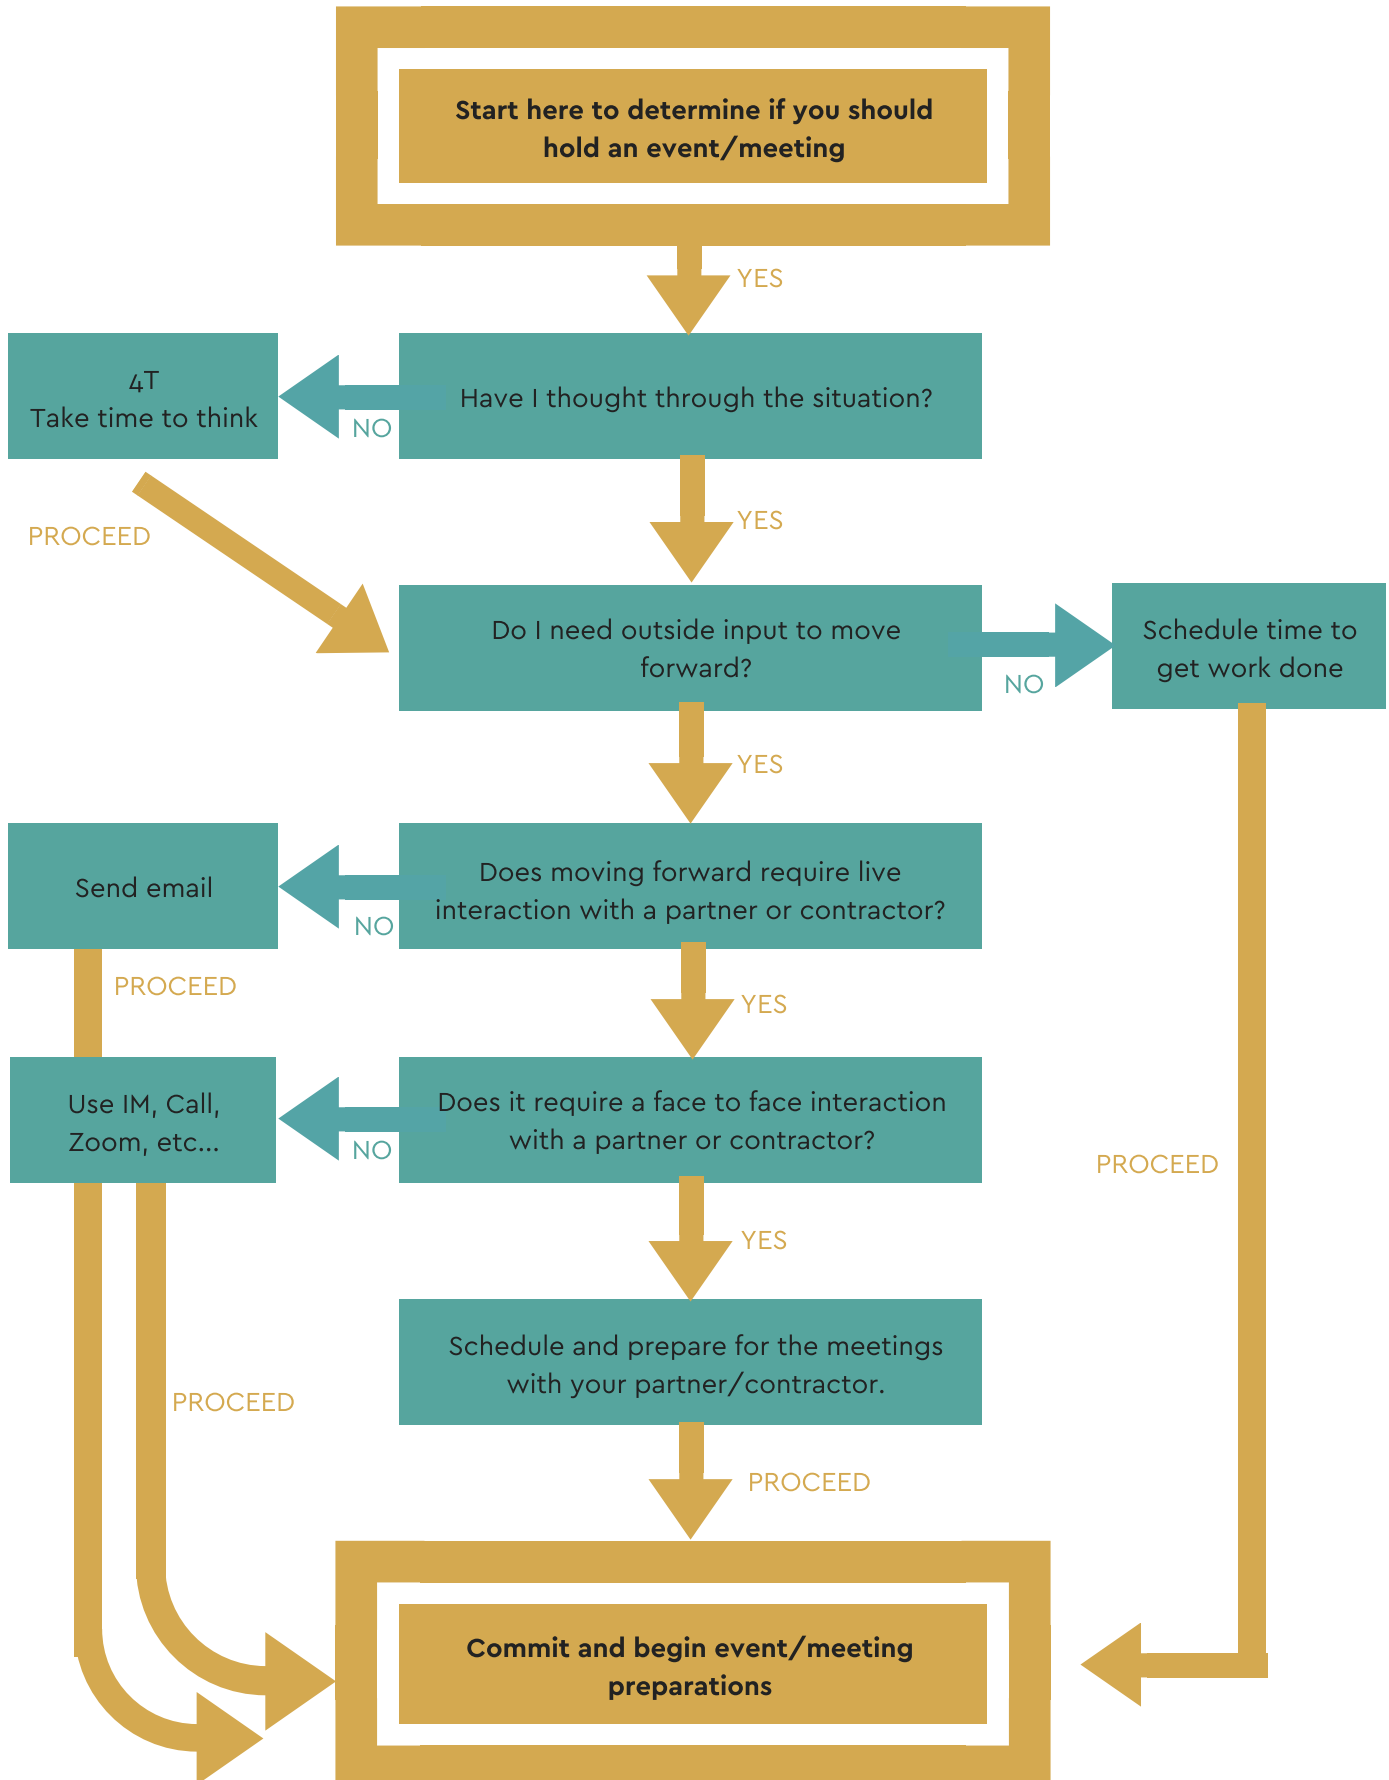 Start here to determine if you should
hold an event/meeting
YES
4T
Take time to think
NO
Have I thought through the situation?
PROCEED
YES
Do I need outside input to move
forward?
NO
Schedule time to
get work done
YES
Send email
NO
Does moving forward require live
interaction with a partner or contractor?
PROCEED
YES
Use IM, Call,
Zoom, etc...
NO
Does it require a face to face interaction
with a partner or contractor?
PROCEED
YES
Schedule and prepare for the meetings
with your partner/contractor.
PROCEED
PROCEED
Commit and begin event/meeting
preparations